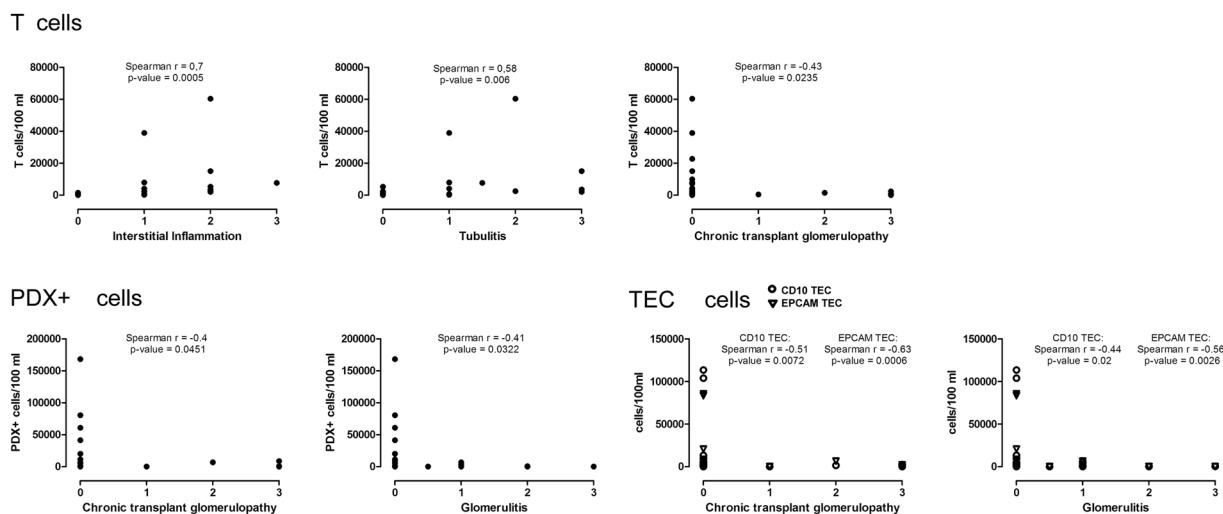 T cells
Spearman r = 0,7
p-value = 0.0005
80000
60000
40000
20000
0
T cells/100 ml
0 1 2 3
Interstitial Inflammation
Spearman r = 0,58
p-value = 0.006
80000
60000
40000
20000
0
T cells/100 ml
0 1 2 3
Tubulitis
Spearman r = -0.43
p-value = 0.0235
80000
60000
40000
20000
0
T cells/100 ml
0 1 2 3
Chronic transplant glomerulopathy
PDX+ cells
Spearman r = -0.4
p-value = 0.0451
200000
150000
100000
50000
0
PDX+ cells/100 ml
0 1 2 3
Chronic transplant glomerulopathy
Spearman r = -0.41
p-value = 0.0322
200000
150000
100000
50000
0
PDX+ cells/100 ml
0 1 2 3
Glomerulitis
TEC cells
CD10 TEC
EPCAM TEC
CD10 TEC:
Spearman r = -0.51
p-value = 0.0072
EPCAM TEC:
Spearman r = -0.63
p-value = 0.0006
150000
100000
50000
0
cells/100ml
0 1 2 3
Chronic transplant glomerulopathy
CD10 TEC:
Spearman r = -0.44
p-value = 0.02
EPCAM TEC:
Spearman r = -0.56
p-value = 0.0026
150000
100000
50000
0
cells/100 ml
0 1 2 3
Glomerulitis